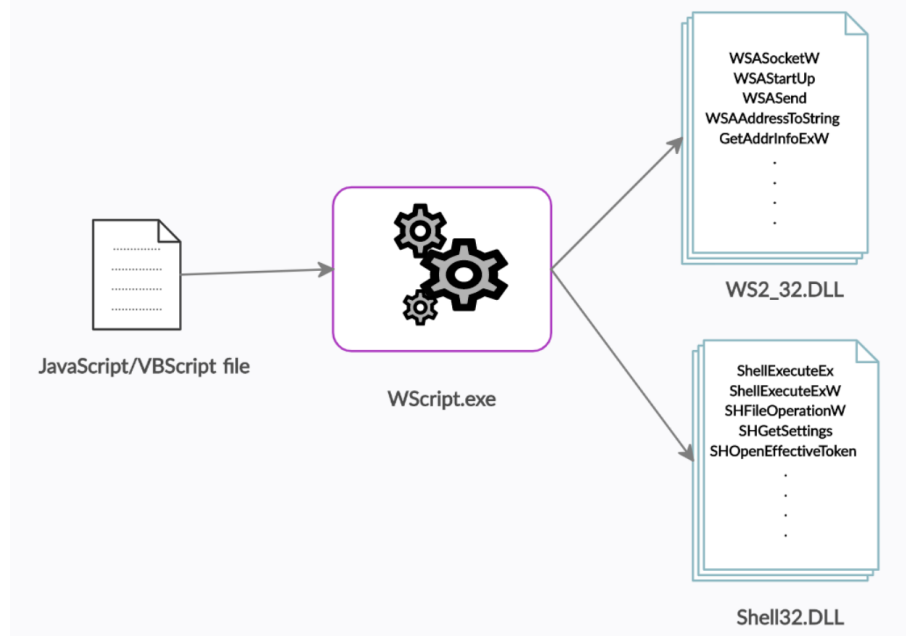 JavaScript/VBScript file
WScript.exe
WSASocketW
WSAStartUp
WSASend
WSAAddressToString
GetAddrInfoExW
.
.
.
.
WS2_32.DLL
ShellExecuteEx
ShellExecuteExW
SHFileOperationW
SHGetSettings
SHOpenEffectiveToken
.
.
.
.
Shell32.DLL